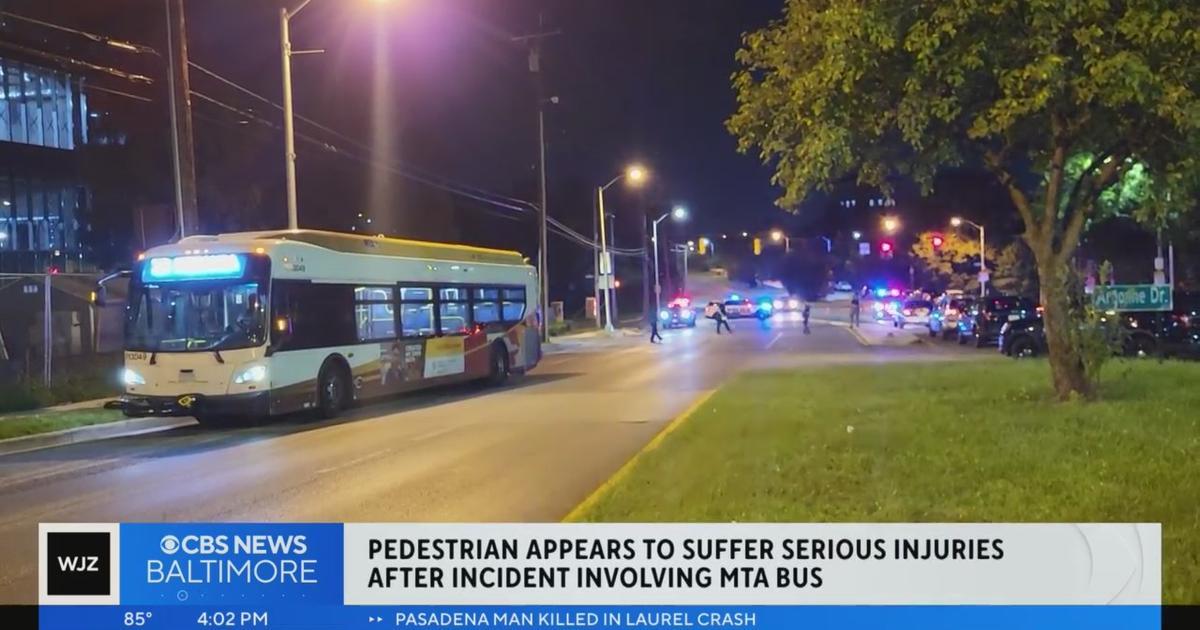 Argonne Dr.
WJZ
CBS NEWS
BALTIMORE
PEDESTRIAN APPEARS TO SUFFER SERIOUS INJURIES
AFTER INCIDENT INVOLVING MTA BUS
85° 4:02 PM PASADENA MAN KILLED IN LAUREL CRASH